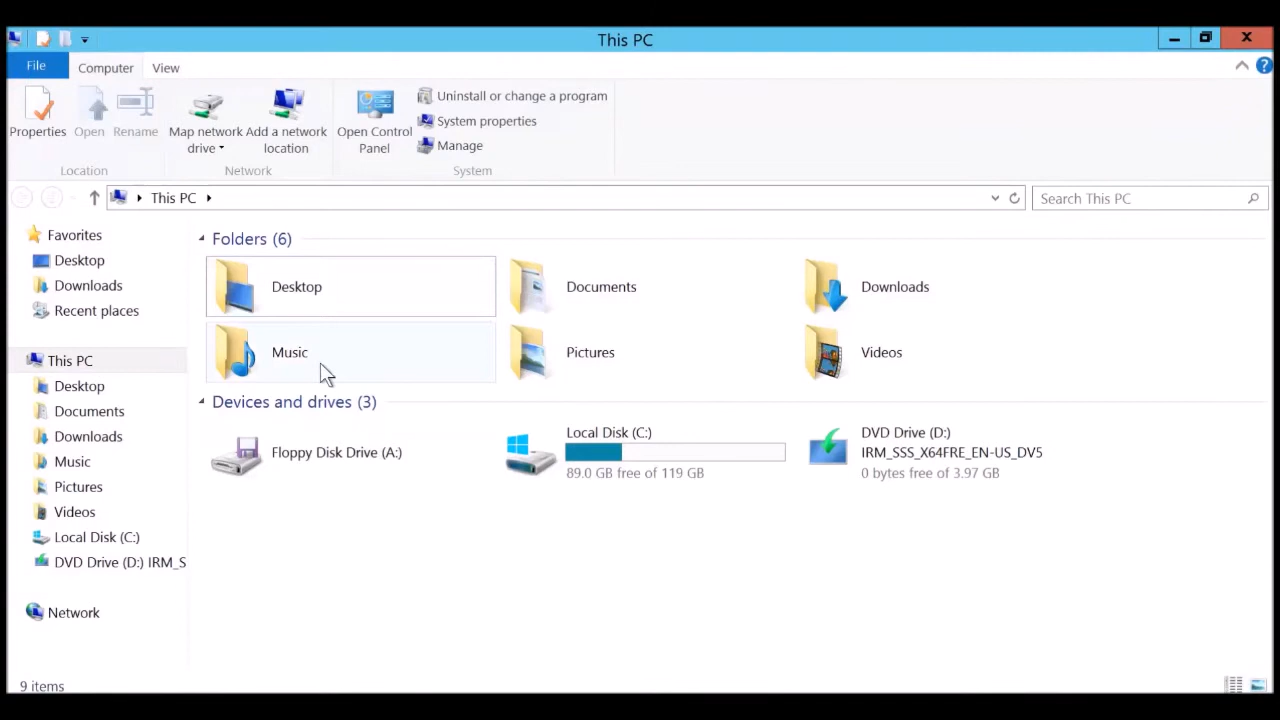 This PC
File
Computer
View
Properties
Open
Rename
Map network drive
Add a network location
Open Control Panel
Uninstall or change a program
System properties
Manage
Location
Network
System
This PC
Search This PC
Favorites
Desktop
Downloads
Recent places
This PC
Desktop
Documents
Downloads
Music
Pictures
Videos
Local Disk (C:)
DVD Drive (D:) IRM_S
Network
Folders (6)
Desktop
Documents
Downloads
Music
Pictures
Videos
Devices and drives (3)
Floppy Disk Drive (A:)
Local Disk (C:)
89.0 GB free of 119 GB
DVD Drive (D:)
IRM_SSS_X64FRE_EN-US_DV5
0 bytes free of 3.97 GB
9 items